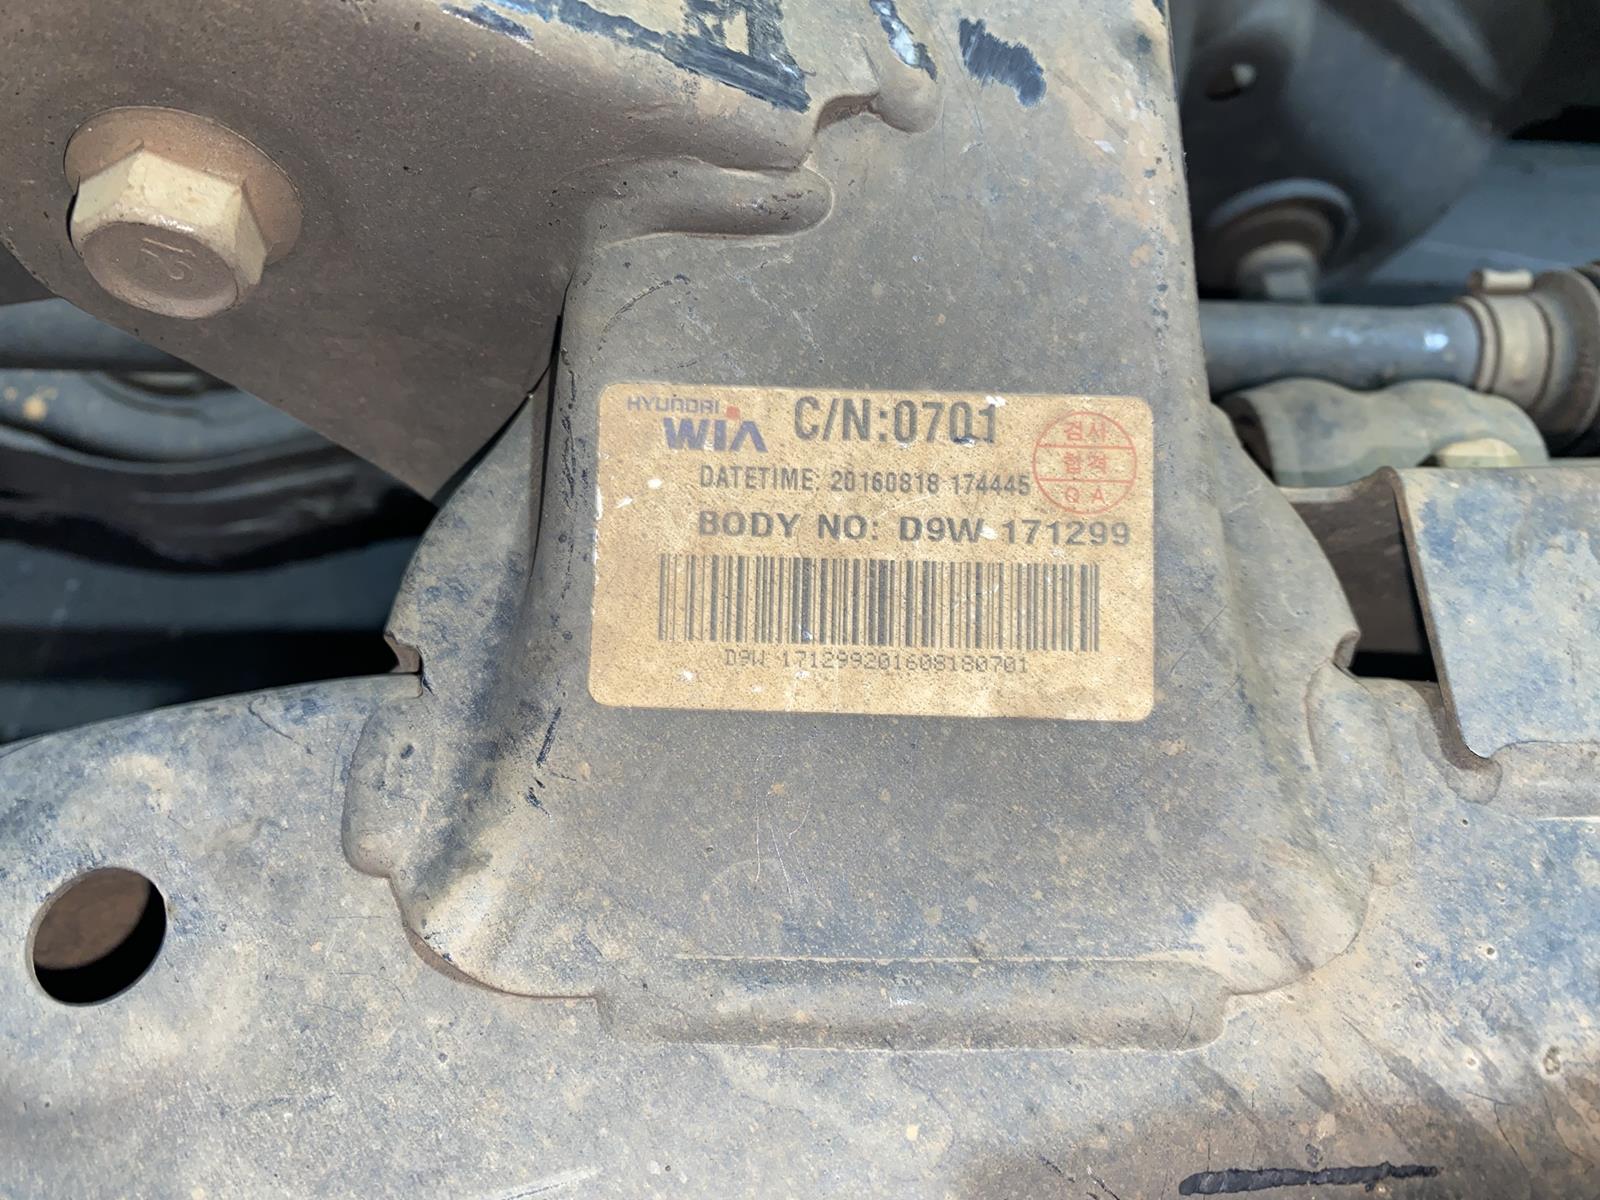 HYUNDAI
WIA
C/N:0701
검사
합격
QA
DATETIME: 20160818 174445
BODY NO: D9W 171299
D9W 171299201608180701